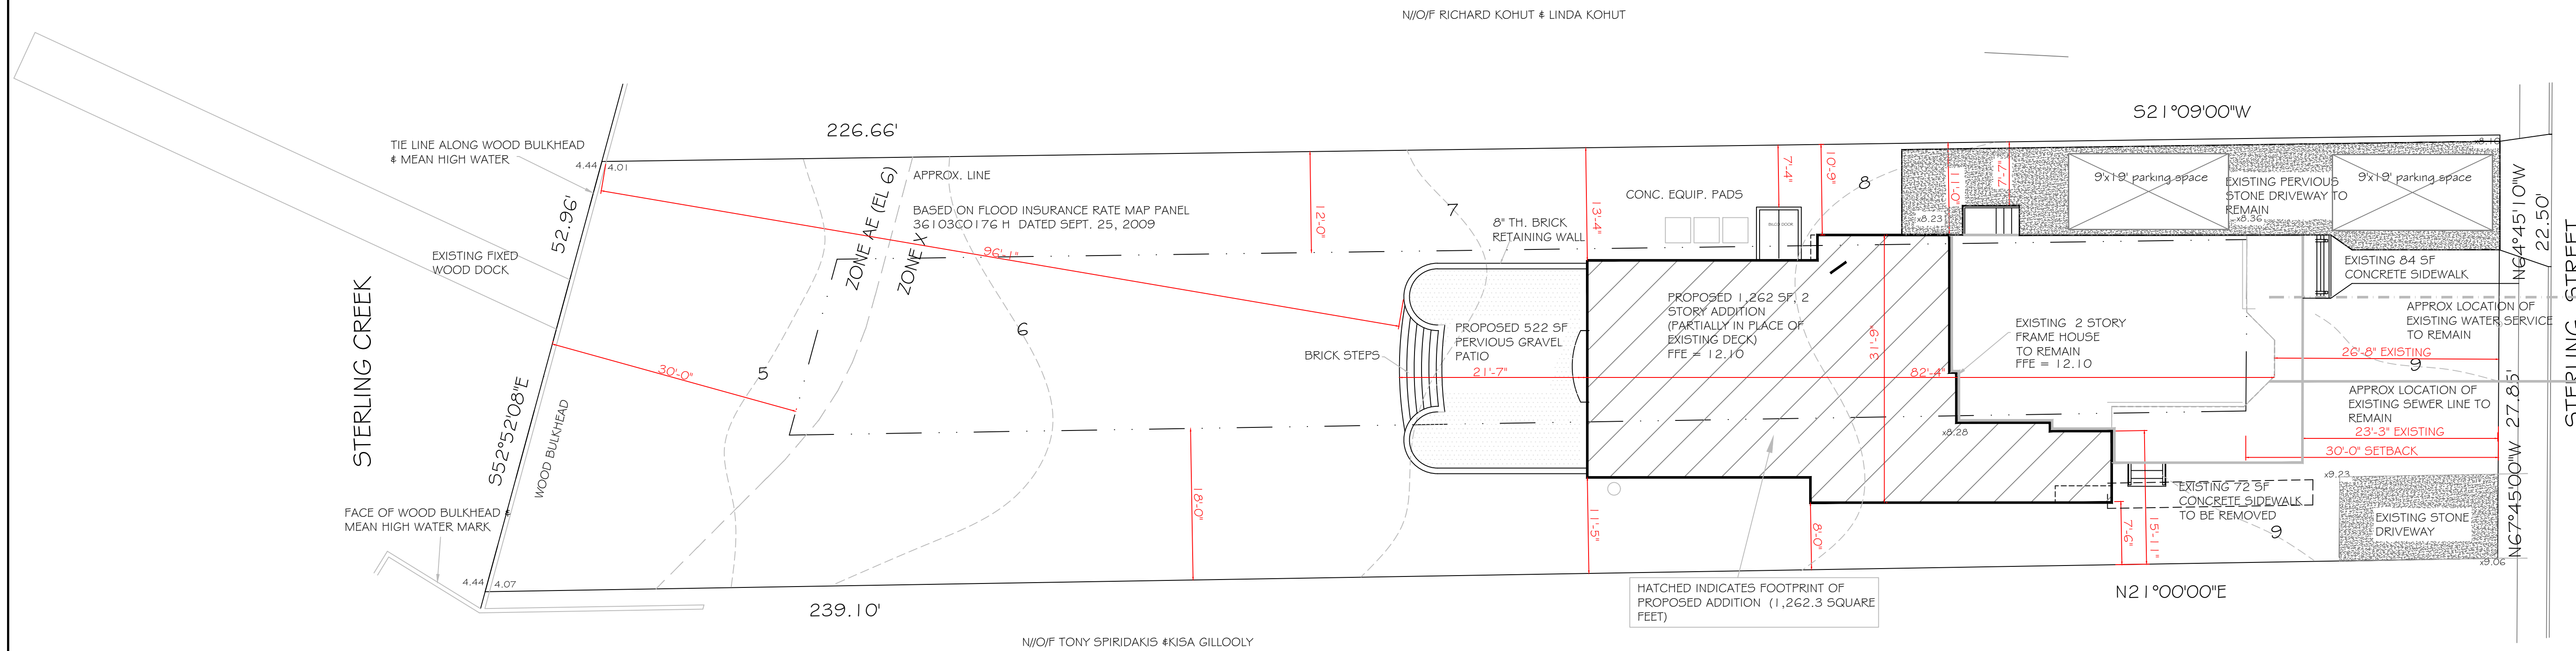 N//O/F RICHARD KOHUT & LINDA KOHUT
S21°09'00"W
226.66'
TIE LINE ALONG WOOD BULKHEAD
& MEAN HIGH WATER
4.44
4.01
52.96'
EXISTING FIXED
WOOD DOCK
STERLING CREEK
S52°52'08"E
WOOD BULKHEAD
FACE OF WOOD BULKHEAD &
MEAN HIGH WATER MARK
4.44
4.07
30'-0"
5
ZONE AE (EL 6)
ZONE X
APPROX. LINE
BASED ON FLOOD INSURANCE RATE MAP PANEL
36103C0176 H DATED SEPT. 25, 2009
96'-1"
6
12'-0"
18'-0"
7
8" TH. BRICK
RETAINING WALL
BRICK STEPS
PROPOSED 522 SF
PERVIOUS GRAVEL
PATIO
21'-7"
13'-4"
11'-5"
CONC. EQUIP. PADS
BILCO DOOR
7'-4"
10'-9"
8
PROPOSED 1,262 SF, 2
STORY ADDITION
(PARTIALLY IN PLACE OF
EXISTING DECK)
FFE = 12.10
31'-9"
82'-4"
8'-0"
HATCHED INDICATES FOOTPRINT OF
PROPOSED ADDITION (1,262.3 SQUARE
FEET)
11'-0"
7'-7"
x8.23
9'x19' parking space
EXISTING PERVIOUS
STONE DRIVEWAY TO
REMAIN
x8.36
9'x19' parking space
x8.10
EXISTING 2 STORY
FRAME HOUSE
TO REMAIN
FFE = 12.10
x8.28
EXISTING 84 SF
CONCRETE SIDEWALK
APPROX LOCATION OF
EXISTING WATER SERVICE
TO REMAIN
26'-8" EXISTING
9
APPROX LOCATION OF
EXISTING SEWER LINE TO
REMAIN
23'-3" EXISTING
30'-0" SETBACK
x9.23
EXISTING 72 SF
CONCRETE SIDEWALK
TO BE REMOVED
7'-6"
15'-11"
9
EXISTING STONE
DRIVEWAY
x9.06
N64°45'10"W
22.50'
N67°45'00"W 27.85'
STERLING STREET
239.10'
N21°00'00"E
N//O/F TONY SPIRIDAKIS &KISA GILLOOLY